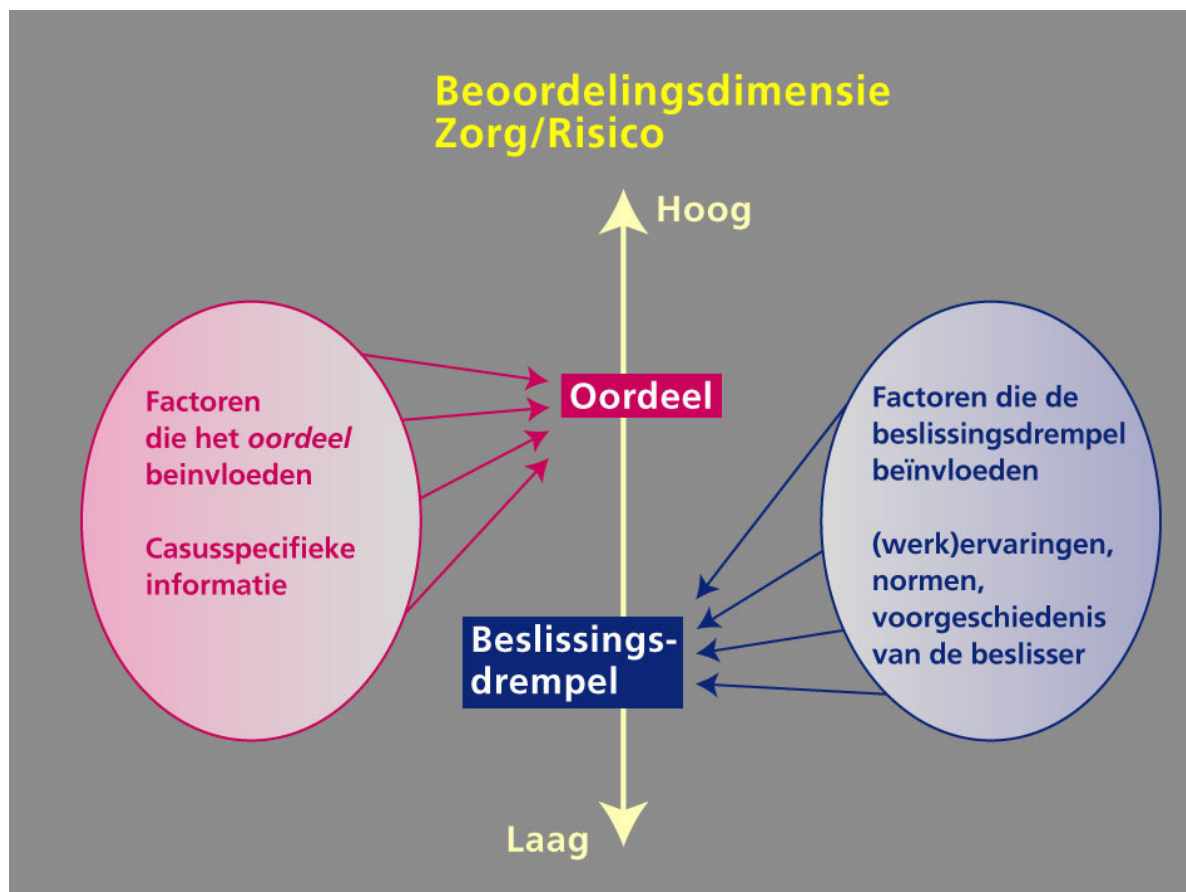 Beoordelingsdimensie
Zorg/Risico
Hoog
Factoren
die het oordeel
beinvloeden
Casusspecifieke
informatie
Oordeel
Beslissings-
drempel
Factoren die de
beslissingsdrempel
beïnvloeden
(werk)ervaringen,
normen,
voorgeschiedenis
van de beslisser
Laag